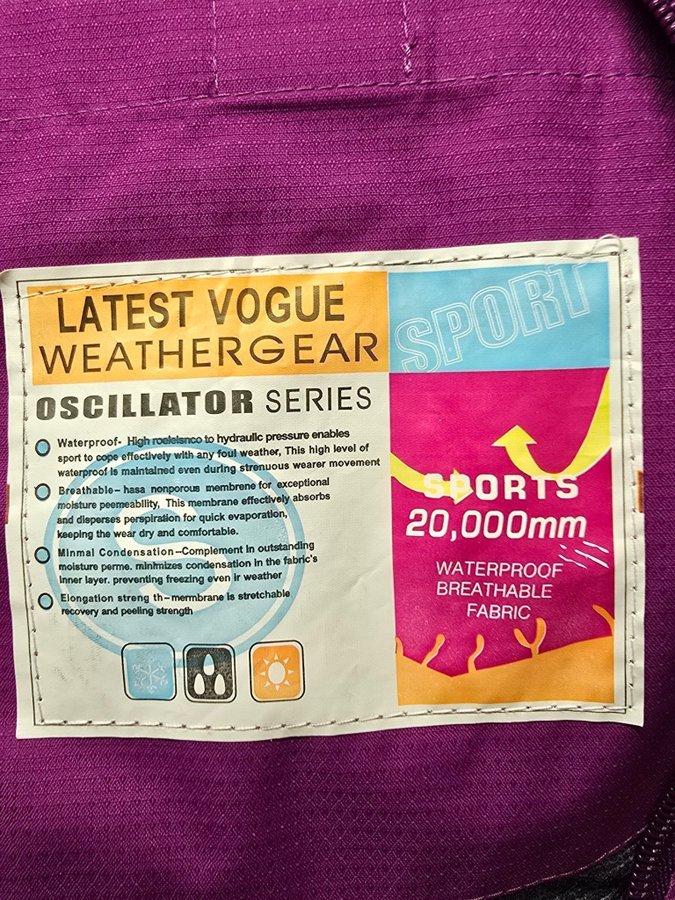 LATEST VOGUE
WEATHERGEAR
OSCILLATOR SERIES
Waterproof- High roelelsnco to hydraulic pressure enables
sport to cope effectively with any foul weather, This high level of
waterproof is maintained even during strenuous wearer movement
Breathable- hasa nonporous membrene for exceptional
moisture peemeability, This membrane effectively absorbs
and disperses perspiration for quick evaporation,
keeping the wear dry and comfortable.
Minmal Condensation-Complement in outstanding
moisture perme. minimizes condensation in the fabric's
inner layer. preventing freezing even ir weather
Elongation streng th-mermbrane is stretchable
recovery and peeling strength
SPORT
SPORTS
20,000mm
WATERPROOF
BREATHABLE
FABRIC